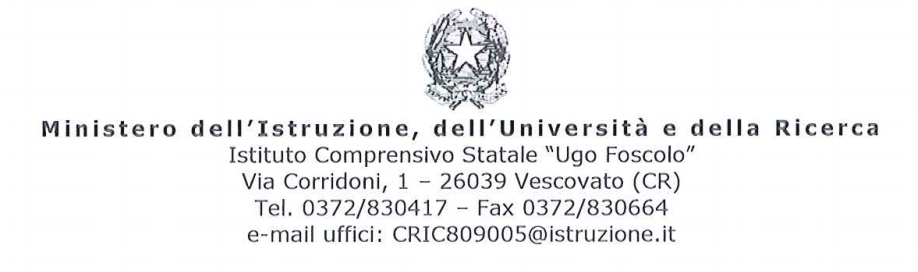 Ministero dell'Istruzione, dell'Università e della Ricerca
Istituto Comprensivo Statale "Ugo Foscolo"
Via Corridoni, 1 – 26039 Vescovato (CR)
Tel. 0372/830417 – Fax 0372/830664
e-mail uffici: CRIC809005@istruzione.it